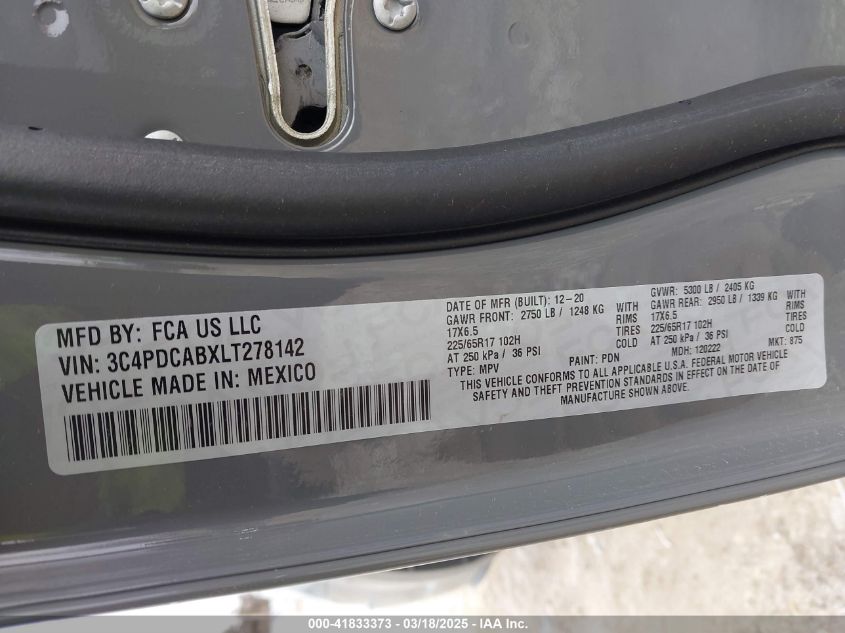 MFD BY: FCA US LLC
VIN: 3C4PDCABXLT278142
VEHICLE MADE IN: MEXICO
DATE OF MFR (BUILT): 12-20
GAWR FRONT: 2750 LB / 1248 KG WITH
17X6.5 RIMS
225/65R17 102H TIRES
AT 250 kPa / 36 PSI COLD
TYPE: MPV PAINT: PDN
GVWR: 5300 LB / 2405 KG
GAWR REAR: 2950 LB / 1339 KG WITH
17X6.5 RIMS
225/65R17 102H TIRES
AT 250 kPa / 36 PSI COLD
MDH: 120222 MKT: 875
THIS VEHICLE CONFORMS TO ALL APPLICABLE U.S.A. FEDERAL MOTOR VEHICLE
SAFETY AND THEFT PREVENTION STANDARDS IN EFFECT ON THE DATE OF
MANUFACTURE SHOWN ABOVE.
000-41833373 - 03/18/2025 - IAAI Inc.